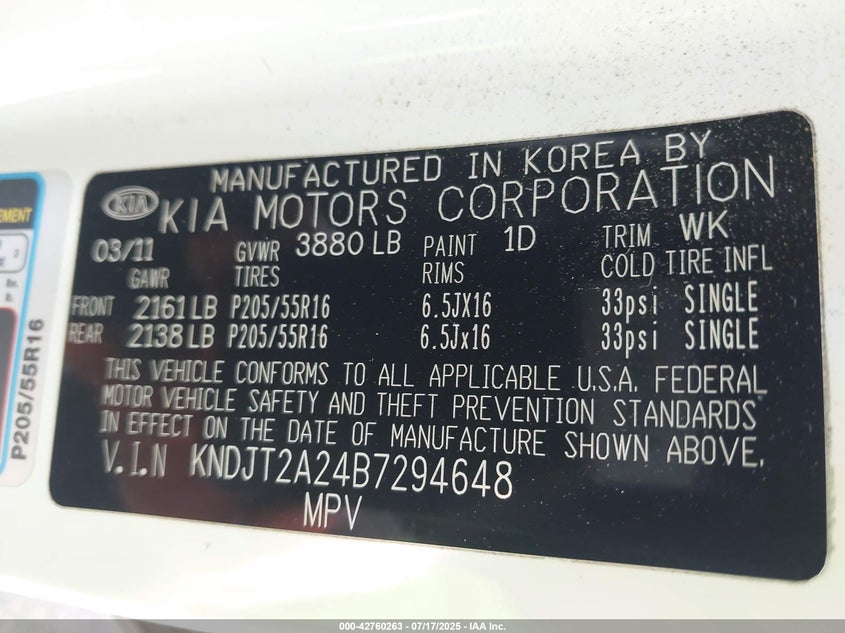 MANUFACTURED IN KOREA BY
KIA KIA MOTORS CORPORATION
03/11 GVWR 3880 LB PAINT 1D TRIM WK
GAWR TIRES RIMS COLD TIRE INFL
FRONT 2161 LB P205/55R16 6.5JX16 33psi SINGLE
REAR 2138 LB P205/55R16 6.5Jx16 33psi SINGLE
THIS VEHICLE CONFORMS TO ALL APPLICABLE U.S.A. FEDERAL
MOTOR VEHICLE SAFETY AND THEFT PREVENTION STANDARDS
IN EFFECT ON THE DATE OF MANUFACTURE SHOWN ABOVE.
V.I.N KNDJT2A24B7294648
MPV
P205/55R16
3
000-42760263 - 07/17/2025 - IAA Inc.